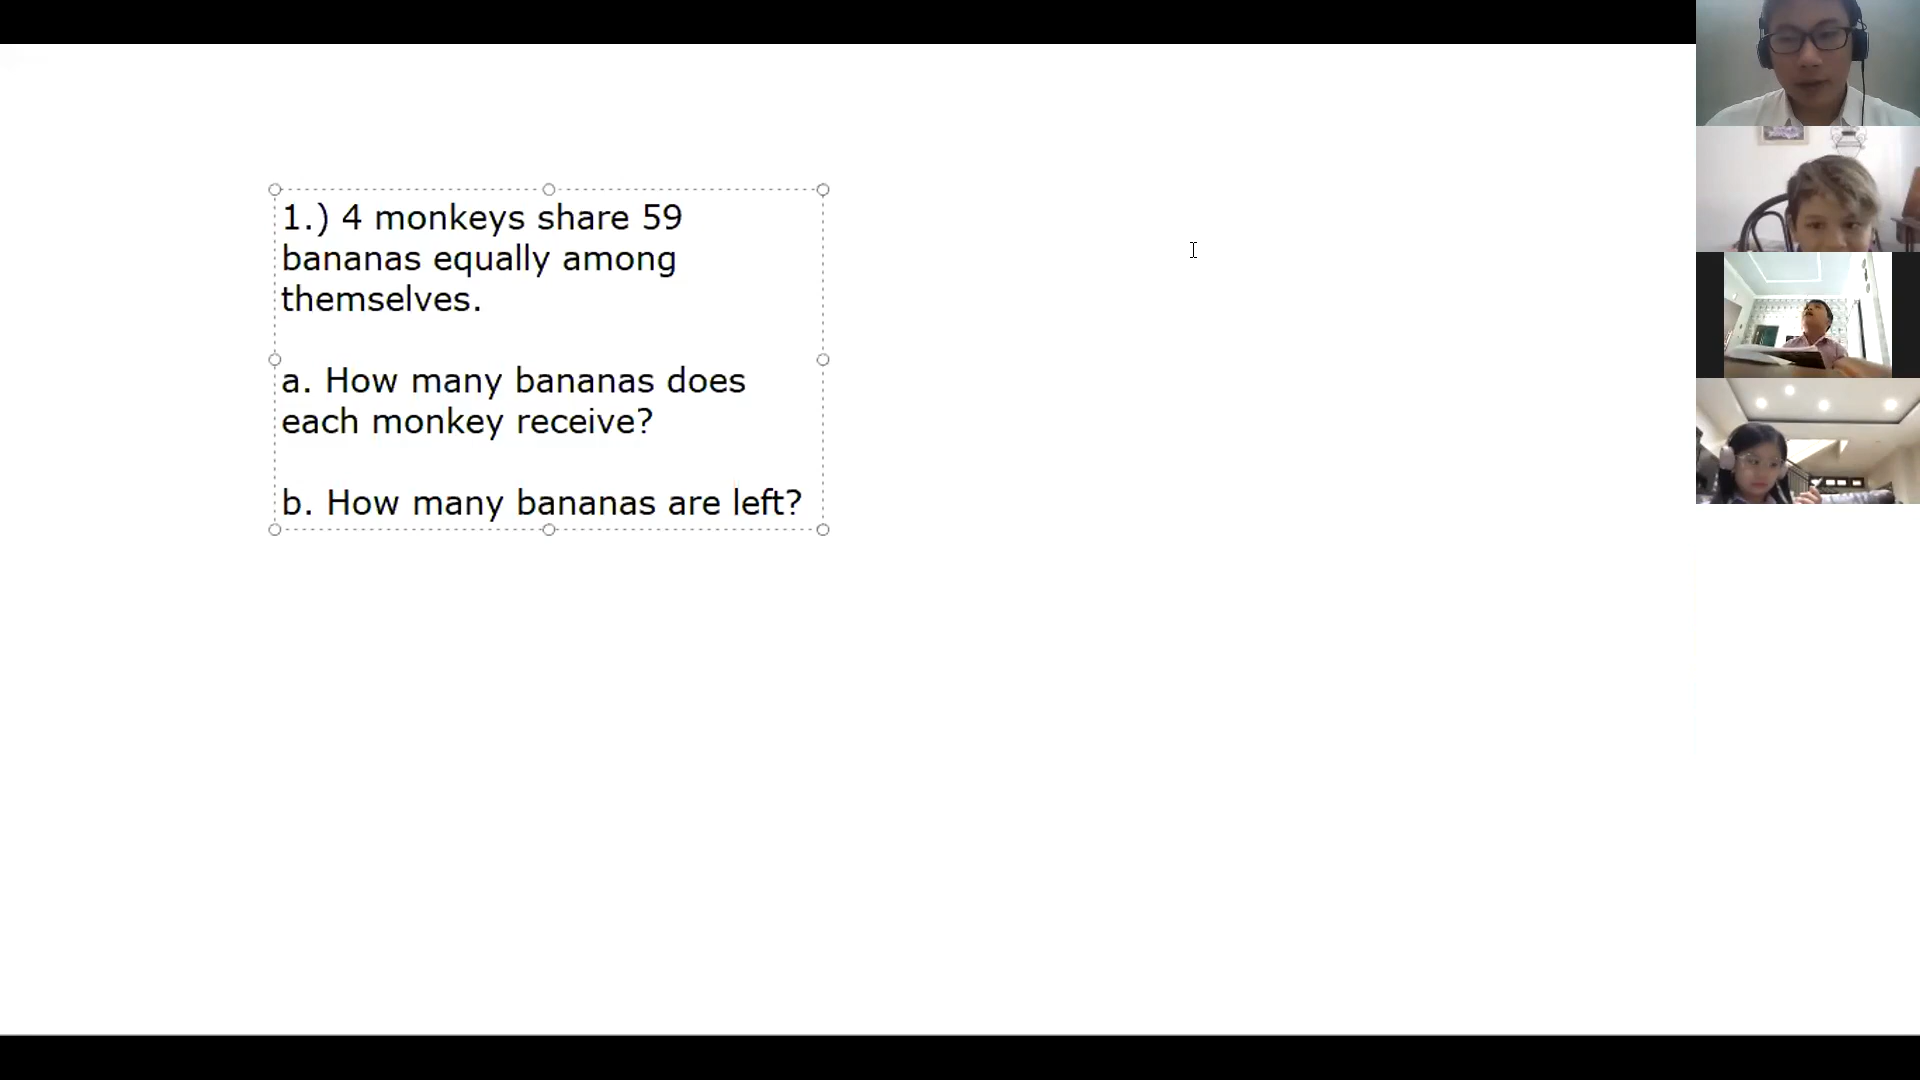 1.) 4 monkeys share 59
bananas equally among
themselves.
a. How many bananas does
each monkey receive?
b. How many bananas are left?